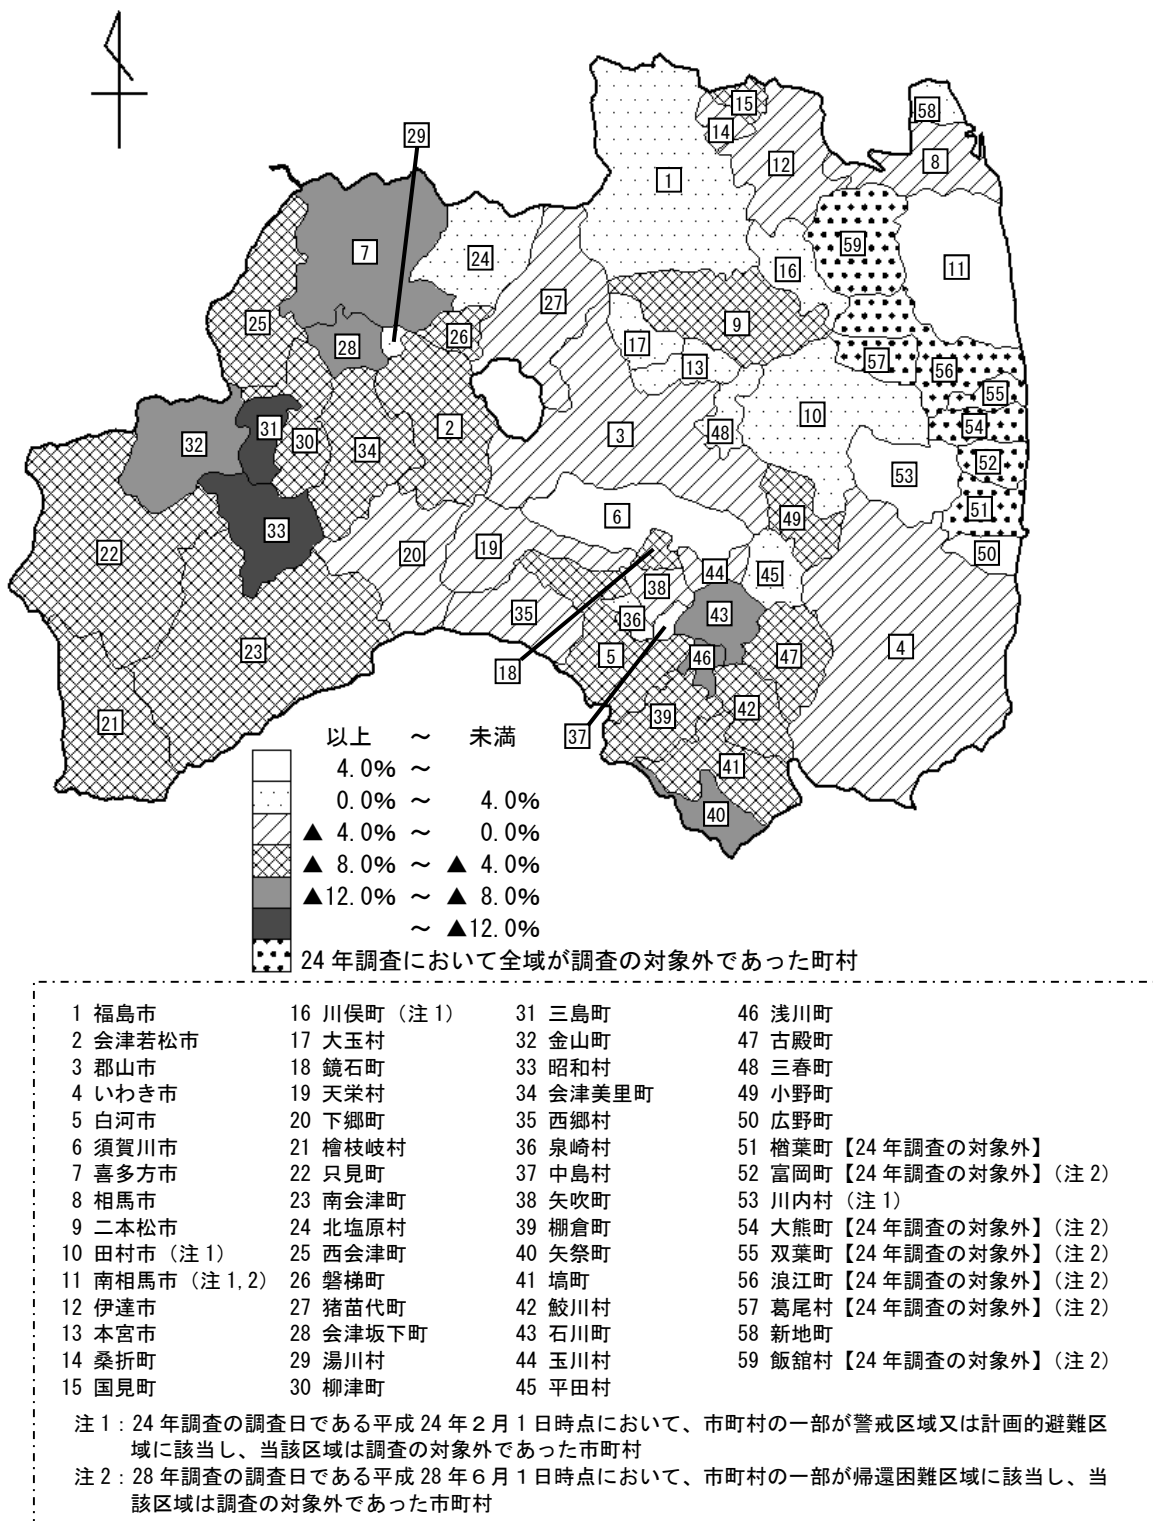 29
15
14
12
58
8
1
59
11
7
24
16
27
25
28
26
9
17
13
57
56
55
10
54
32
31
30
34
2
3
48
53
52
51
22
33
20
19
6
49
50
44
45
38
35
36
43
23
18
5
46
47
4
21
37
39
42
41
40
以上 ～ 未満
4.0% ～
0.0% ～ 4.0%
▲ 4.0% ～ 0.0%
▲ 8.0% ～ ▲ 4.0%
▲12.0% ～ ▲ 8.0%
～ ▲12.0%
24 年調査において全域が調査の対象外であった町村
1 福島市 16 川俣町（注 1） 31 三島町 46 浅川町
2 会津若松市 17 大玉村 32 金山町 47 古殿町
3 郡山市 18 鏡石町 33 昭和村 48 三春町
4 いわき市 19 天栄村 34 会津美里町 49 小野町
5 白河市 20 下郷町 35 西郷村 50 広野町
6 須賀川市 21 檜枝岐村 36 泉崎村 51 楢葉町【24 年調査の対象外】
7 喜多方市 22 只見町 37 中島村 52 富岡町【24 年調査の対象外】（注 2）
8 相馬市 23 南会津町 38 矢吹町 53 川内村（注 1）
9 二本松市 24 北塩原村 39 棚倉町 54 大熊町【24 年調査の対象外】（注 2）
10 田村市（注 1） 25 西会津町 40 矢祭町 55 双葉町【24 年調査の対象外】（注 2）
11 南相馬市（注 1,2） 26 磐梯町 41 塙町 56 浪江町【24 年調査の対象外】（注 2）
12 伊達市 27 猪苗代町 42 鮫川村 57 葛尾村【24 年調査の対象外】（注 2）
13 本宮市 28 会津坂下町 43 石川町 58 新地町
14 桑折町 29 湯川村 44 玉川村 59 飯舘村【24 年調査の対象外】（注 2）
15 国見町 30 柳津町 45 平田村
注 1：24 年調査の調査日である平成 24 年２月１日時点において、市町村の一部が警戒区域又は計画的避難区
域に該当し、当該区域は調査の対象外であった市町村
注 2：28 年調査の調査日である平成 28 年６月１日時点において、市町村の一部が帰還困難区域に該当し、当
該区域は調査の対象外であった市町村